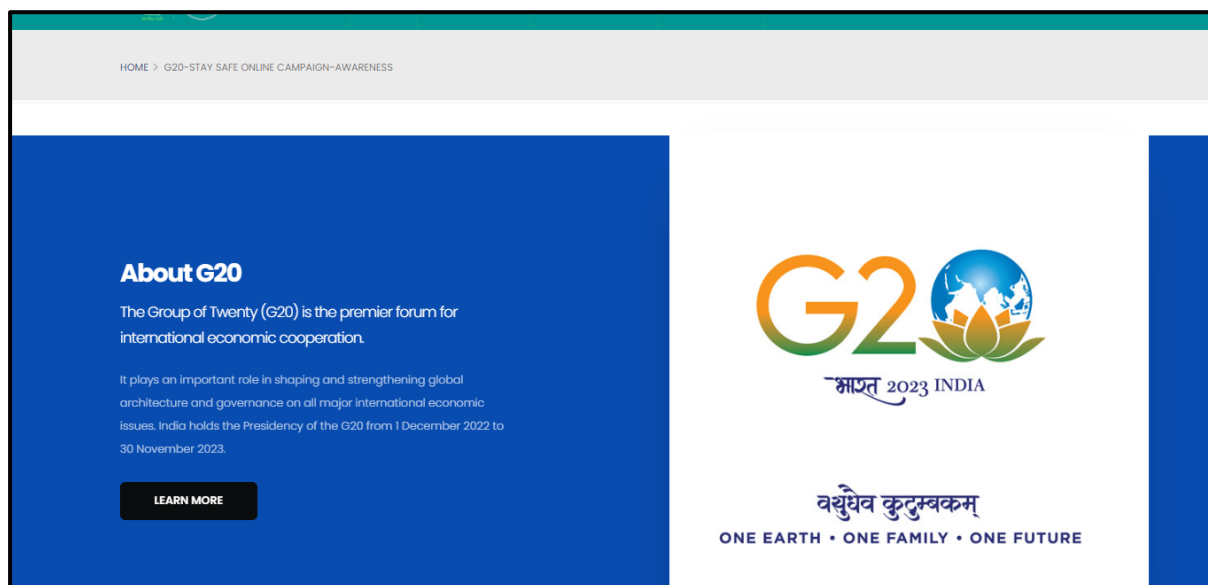 HOME > G20-STAY SAFE ONLINE CAMPAIGN-AWARENESS
About G20
The Group of Twenty (G20) is the premier forum for
international economic cooperation.
It plays an important role in shaping and strengthening global
architecture and governance on all major international economic
issues. India holds the Presidency of the G20 from 1 December 2022 to
30 November 2023.
LEARN MORE
G20
भारत 2023 INDIA
वसुधैव कुटुम्बकम्
ONE EARTH • ONE FAMILY • ONE FUTURE